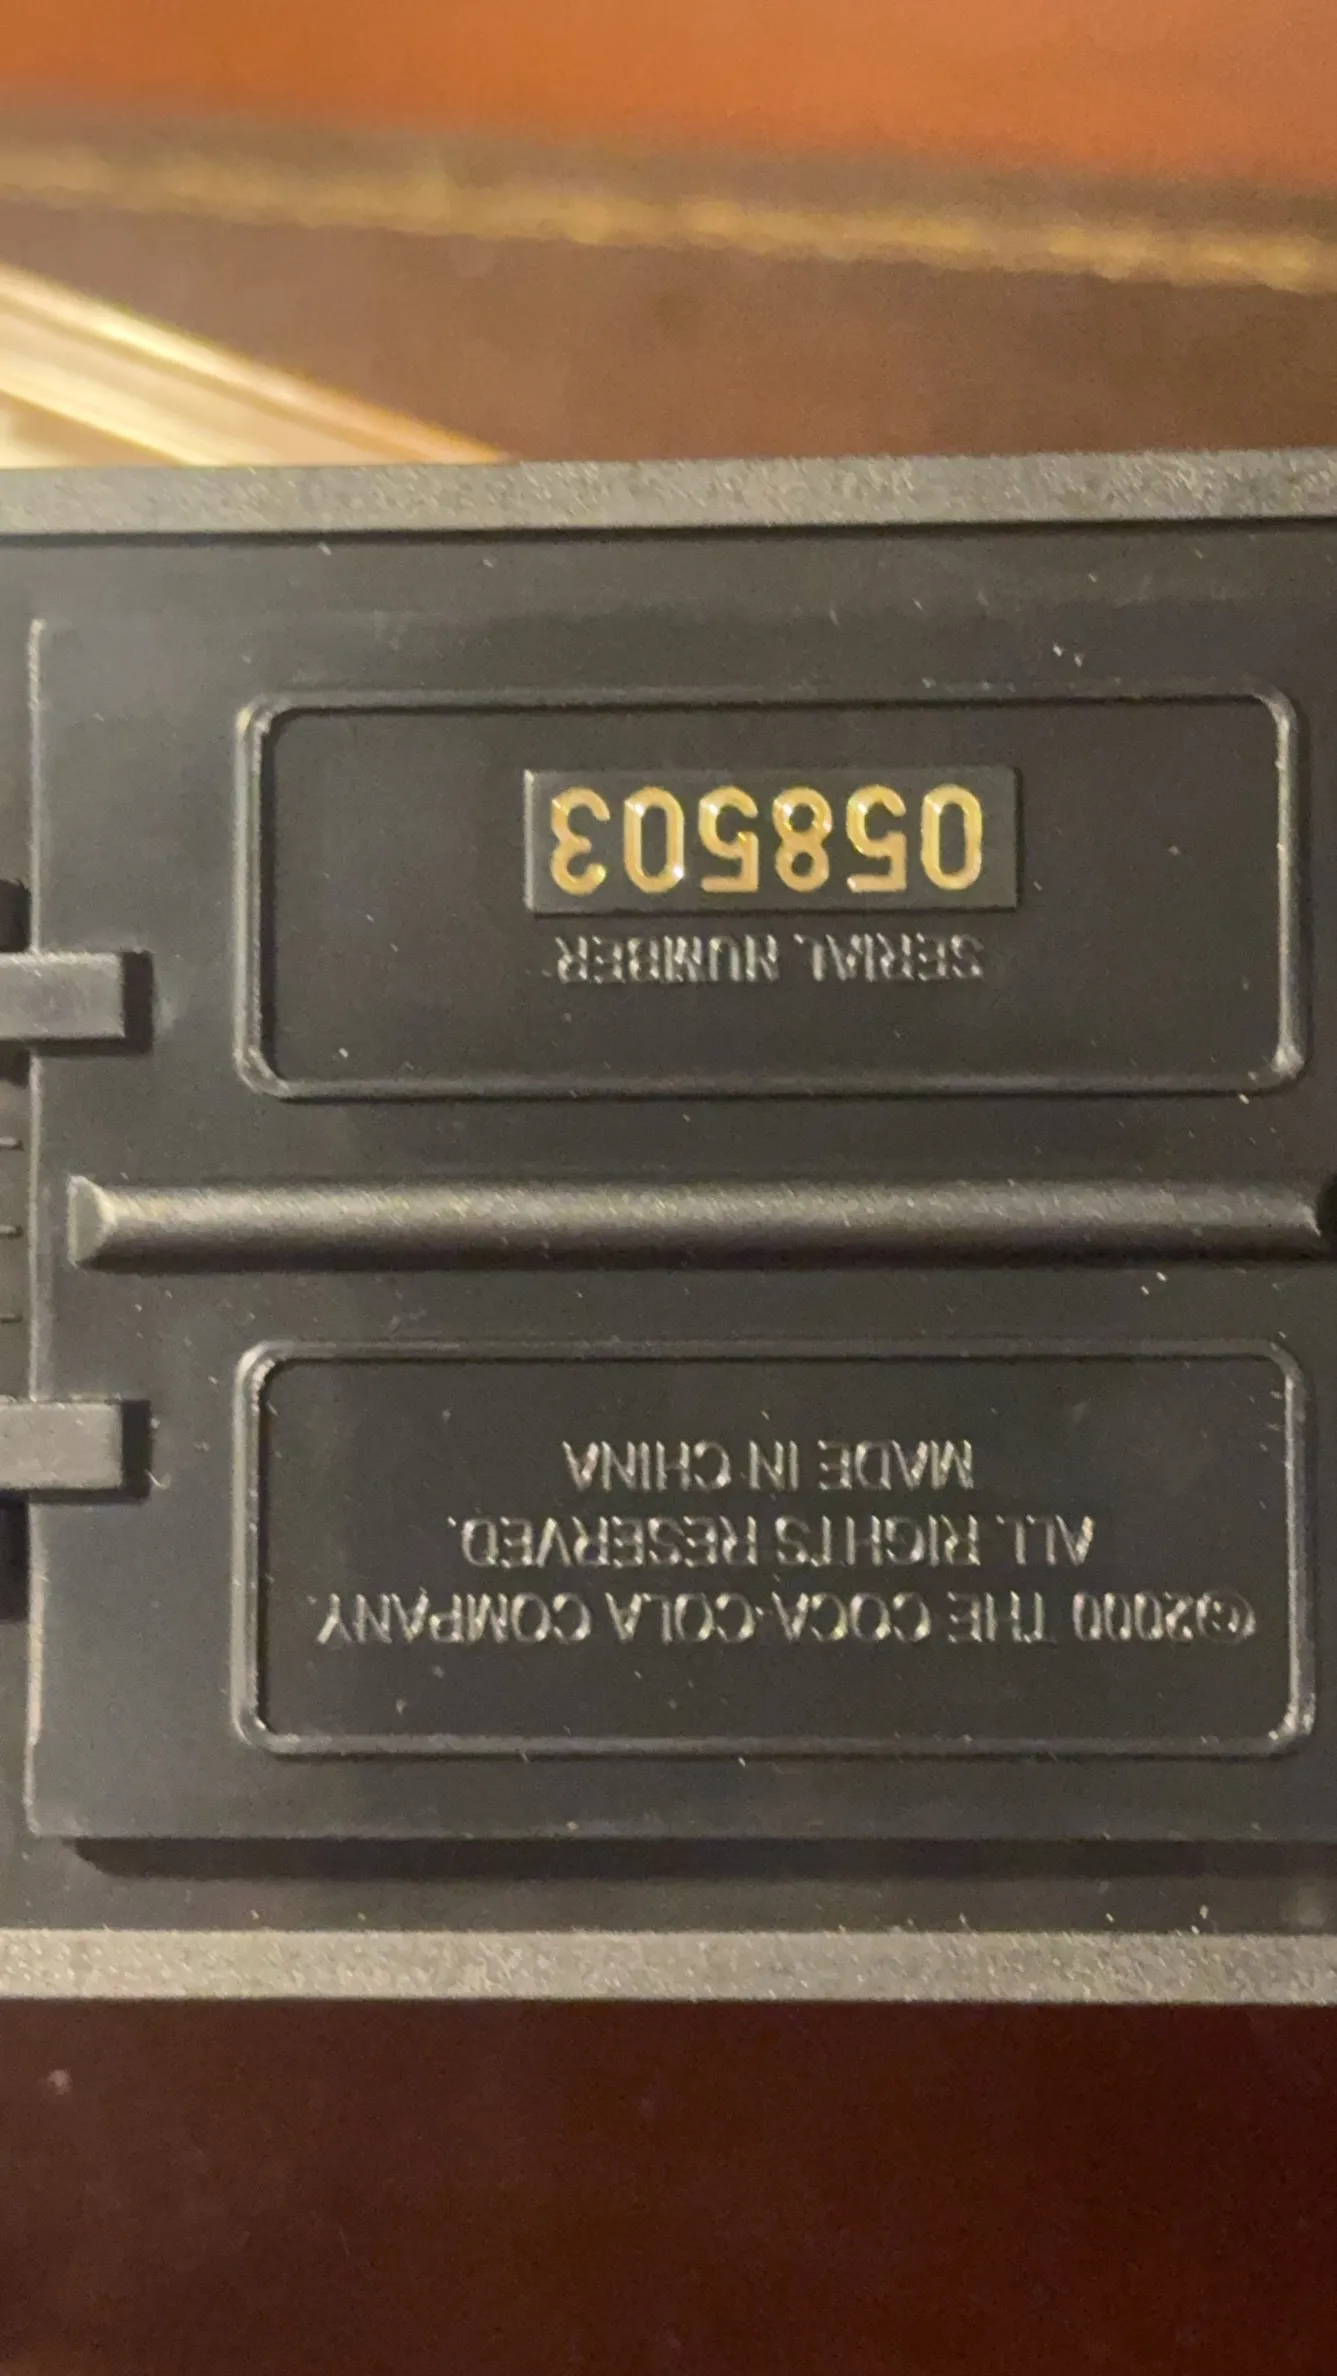 ©2000 THE COCA-COLA COMPANY.
ALL RIGHTS RESERVED.
MADE IN CHINA
SERIAL NUMBER
058503